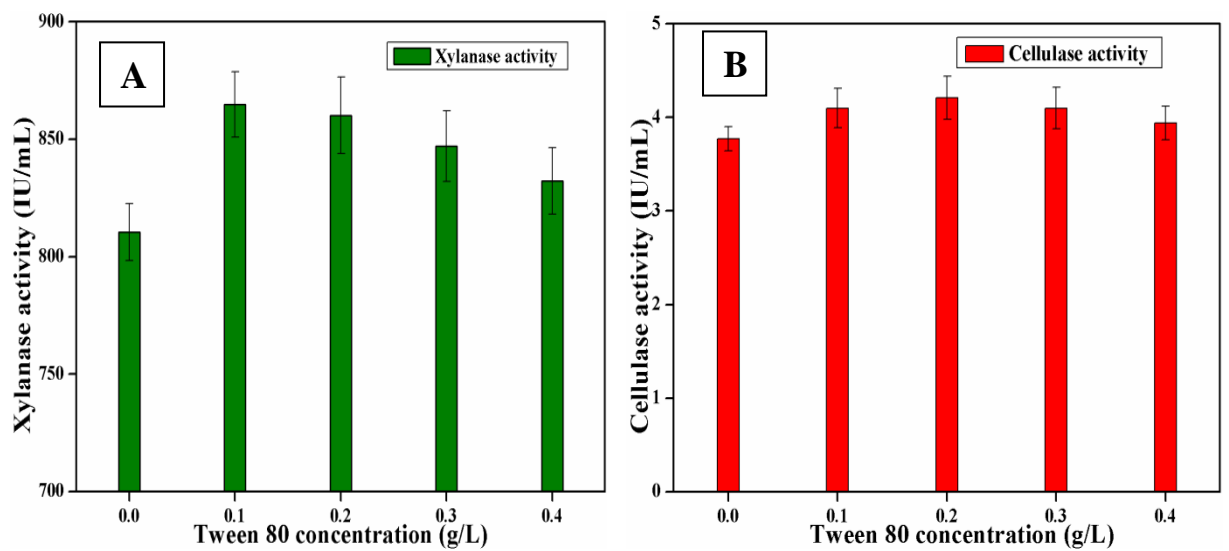 A
Xylanase activity
Xylanase activity (IU/mL)
900
850
800
750
700
0.0 0.1 0.2 0.3 0.4
Tween 80 concentration (g/L)
B
Cellulase activity
Cellulase activity (IU/mL)
5
4
3
2
1
0
0.0 0.1 0.2 0.3 0.4
Tween 80 concentration (g/L)